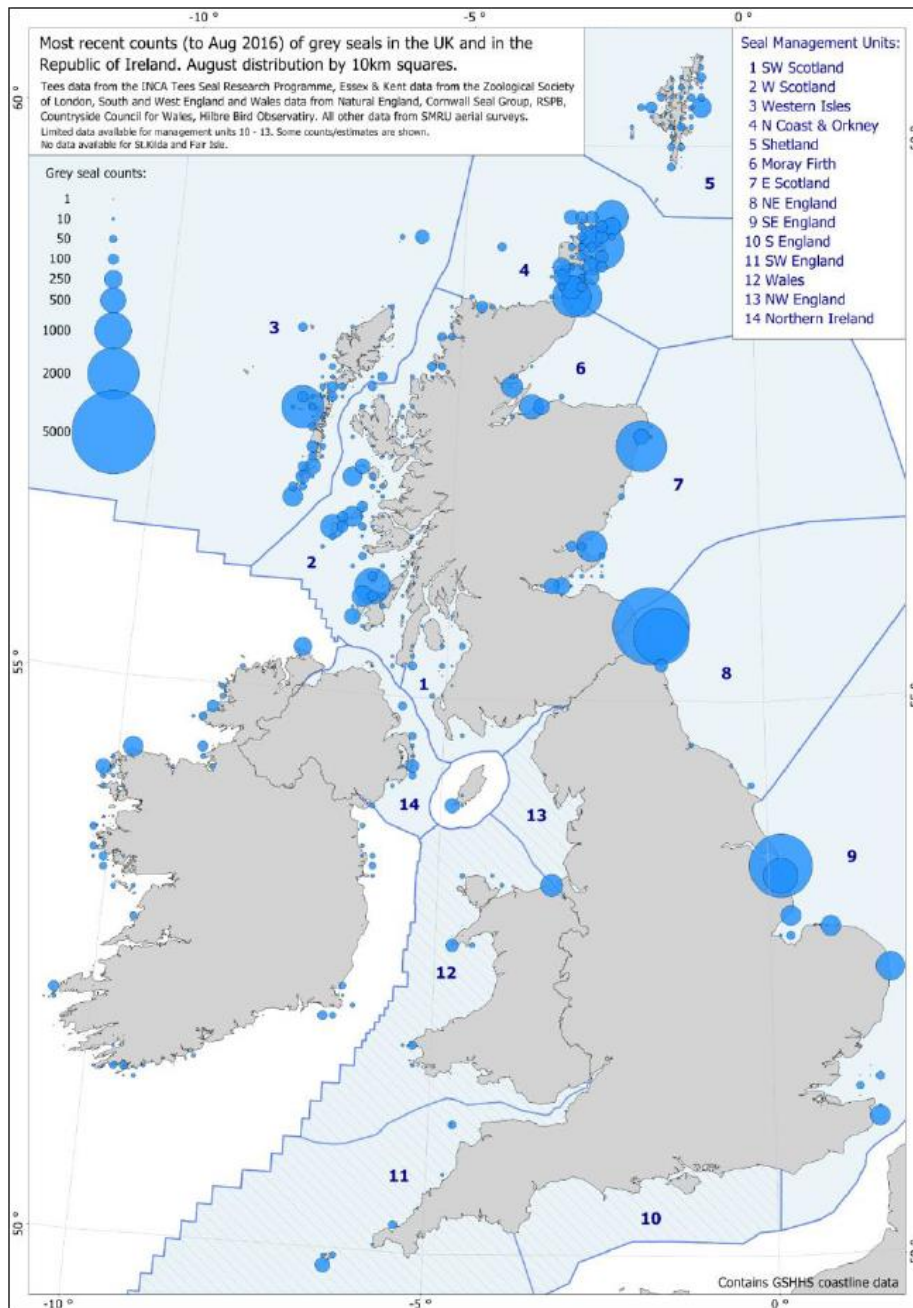 -10 °
-5 °
0 °
Most recent counts (to Aug 2016) of grey seals in the UK and in the
Republic of Ireland. August distribution by 10km squares.
Tees data from the INCA Tees Seal Research Programme, Essex & Kent data from the Zoological Society
of London, South and West England and Wales data from Natural England, Cornwall Seal Group, RSPB,
Countryside Council for Wales, Hilbre Bird Observatiry. All other data from SMRU aerial surveys.
Limited data available for management units 10 - 13. Some counts/estimates are shown.
No data available for St.Kilda and Fair Isle.
Seal Management Units:
1 SW Scotland
2 W Scotland
3 Western Isles
4 N Coast & Orkney
5 Shetland
6 Moray Firth
7 E Scotland
8 NE England
9 SE England
10 S England
11 SW England
12 Wales
13 NW England
14 Northern Ireland
Grey seal counts:
1
10
50
100
250
500
1000
2000
5000
60°
60°
5
4
3
6
7
2
55°
55°
1
8
14
13
9
12
11
10
50°
50°
Contains GSHHS coastline data
-10 °
-5 °
0 °